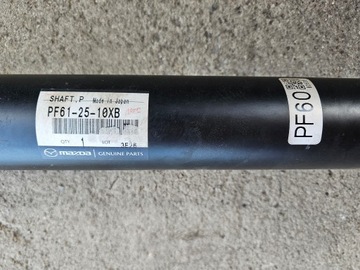 SHAFT.P Made in Japan
PF61-25-10XB
QTY 1
mazda GENUINE PARTS
PF60